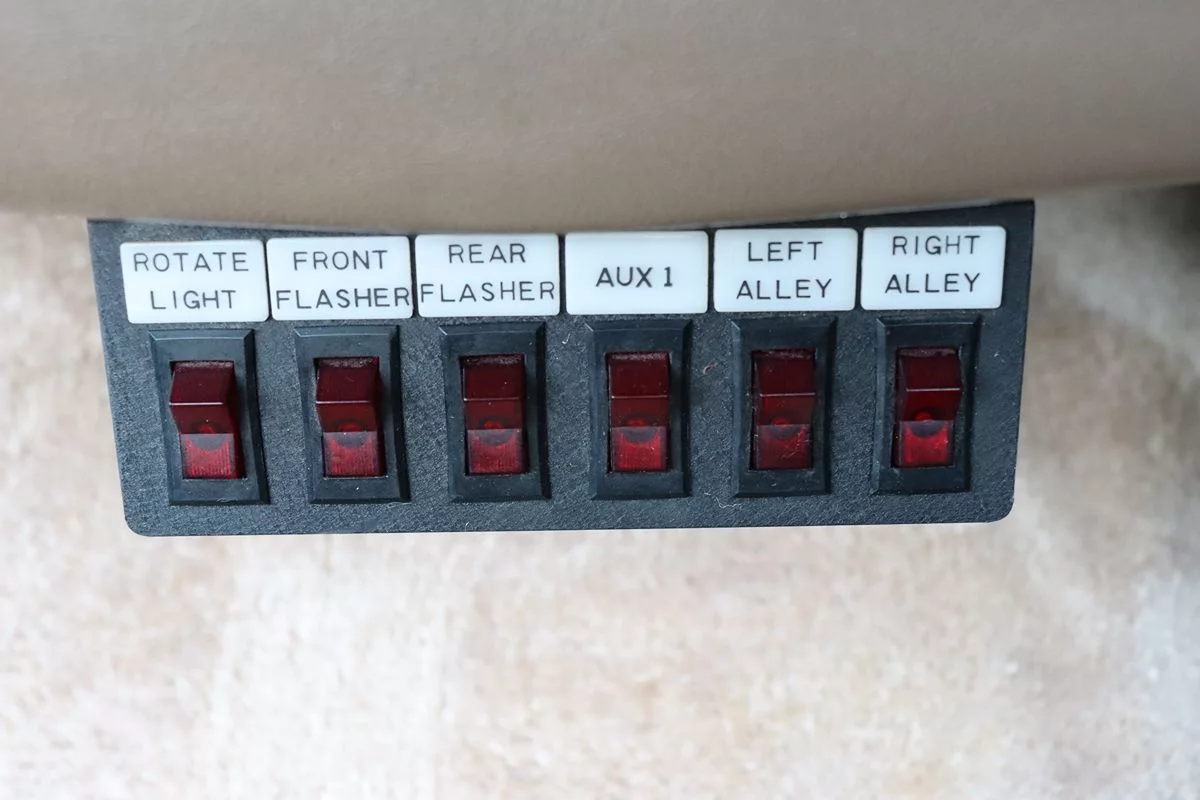 ROTATE
LIGHT
FRONT
FLASHER
REAR
FLASHER
AUX 1
LEFT
ALLEY
RIGHT
ALLEY